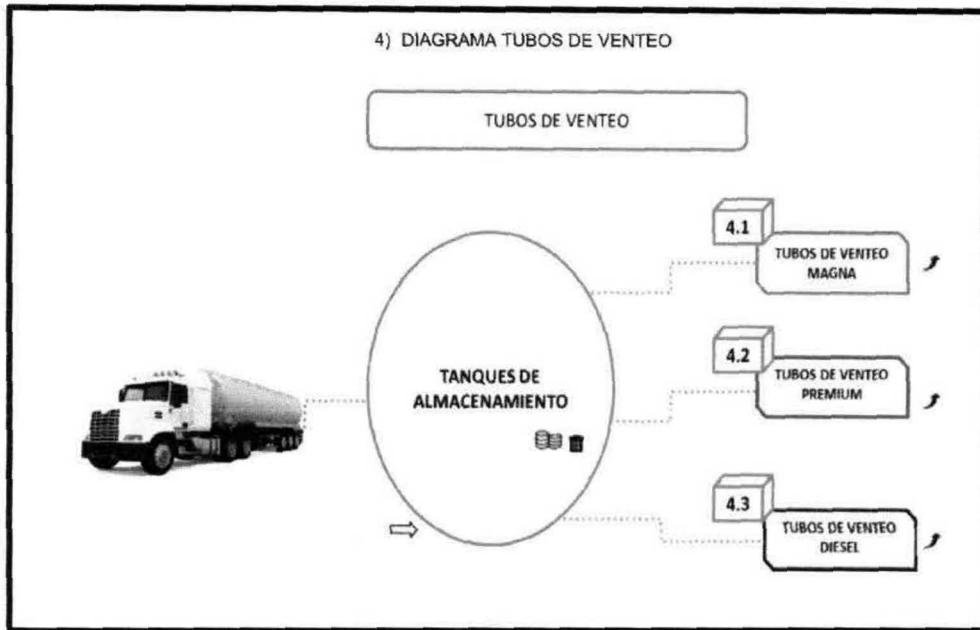 4) DIAGRAMA TUBOS DE VENTEO
TUBOS DE VENTEO
4.1
TUBOS DE VENTEO
MAGNA
4.2
TUBOS DE VENTEO
PREMIUM
TANQUES DE
ALMACENAMIENTO
4.3
TUBOS DE VENTEO
DIESEL